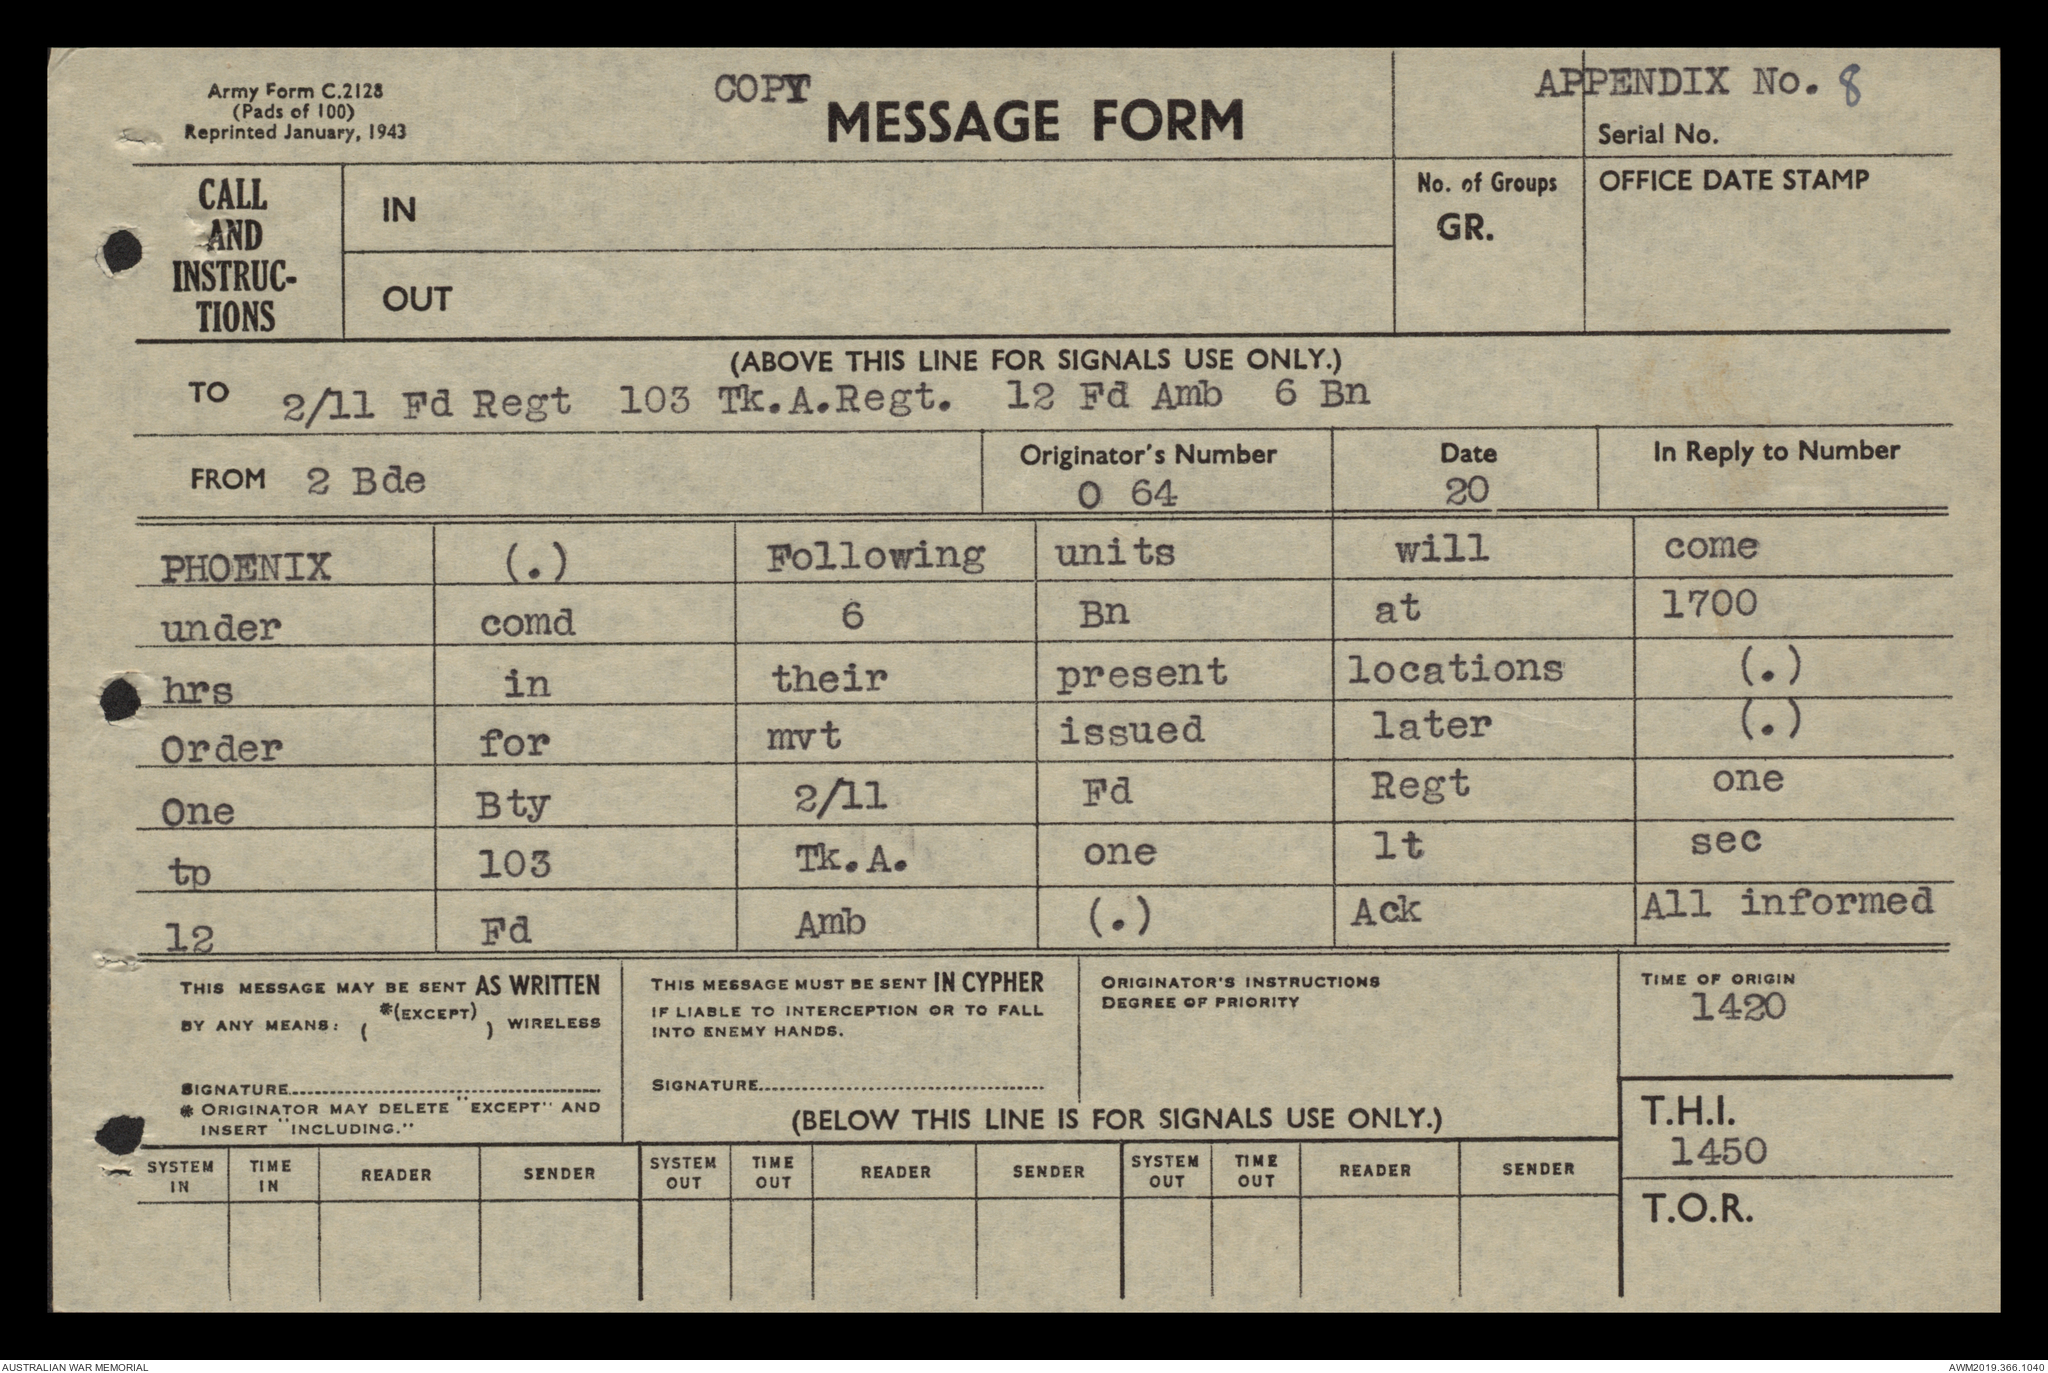 Army Form C.2128
(Pads of 100)
Reprinted January, 1943
COPY
MESSAGE FORM
APPENDIX No. 8
Serial No.
CALL
AND
INSTRUC-
TIONS
IN
OUT
No. of Groups
GR.
OFFICE DATE STAMP
(ABOVE THIS LINE FOR SIGNALS USE ONLY.)
TO 2/11 Fd Regt 103 Tk.A.Regt. 12 Fd Amb 6 Bn
FROM 2 Bde
Originator's Number
O 64
Date
20
In Reply to Number
PHOENIX (.) Following units will come
under comd 6 Bn at 1700
hrs in their present locations (.)
Order for mvt issued later (.)
One Bty 2/11 Fd Regt one
tp 103 Tk.A. one lt sec
12 Fd Amb (.) Ack All informed
THIS MESSAGE MAY BE SENT AS WRITTEN
BY ANY MEANS: ( *(EXCEPT) ) WIRELESS
SIGNATURE
* ORIGINATOR MAY DELETE "EXCEPT" AND
INSERT "INCLUDING."
THIS MESSAGE MUST BE SENT IN CYPHER
IF LIABLE TO INTERCEPTION OR TO FALL
INTO ENEMY HANDS.
SIGNATURE
ORIGINATOR'S INSTRUCTIONS
DEGREE OF PRIORITY
TIME OF ORIGIN
1420
(BELOW THIS LINE IS FOR SIGNALS USE ONLY.)
T.H.I.
1450
T.O.R.
SYSTEM IN
TIME IN
READER
SENDER
SYSTEM OUT
TIME OUT
READER
SENDER
SYSTEM OUT
TIME OUT
READER
SENDER
AUSTRALIAN WAR MEMORIAL
AWM2019.366.1040